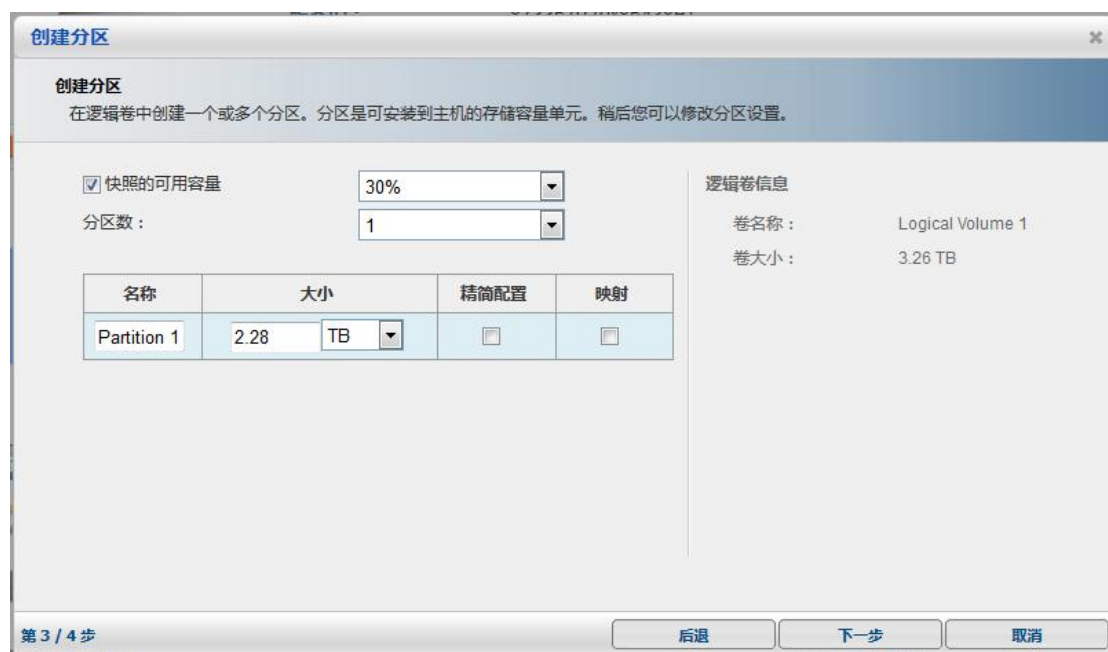 创建分区
创建分区
在逻辑卷中创建一个或多个分区。分区是可安装到主机的存储容量单元。稍后您可以修改分区设置。
快照的可用容量 30%
分区数： 1
名称 大小 精简配置 映射
Partition 1 2.28 TB
逻辑卷信息
卷名称： Logical Volume 1
卷大小： 3.26 TB
第 3 / 4 步 后退 下一步 取消